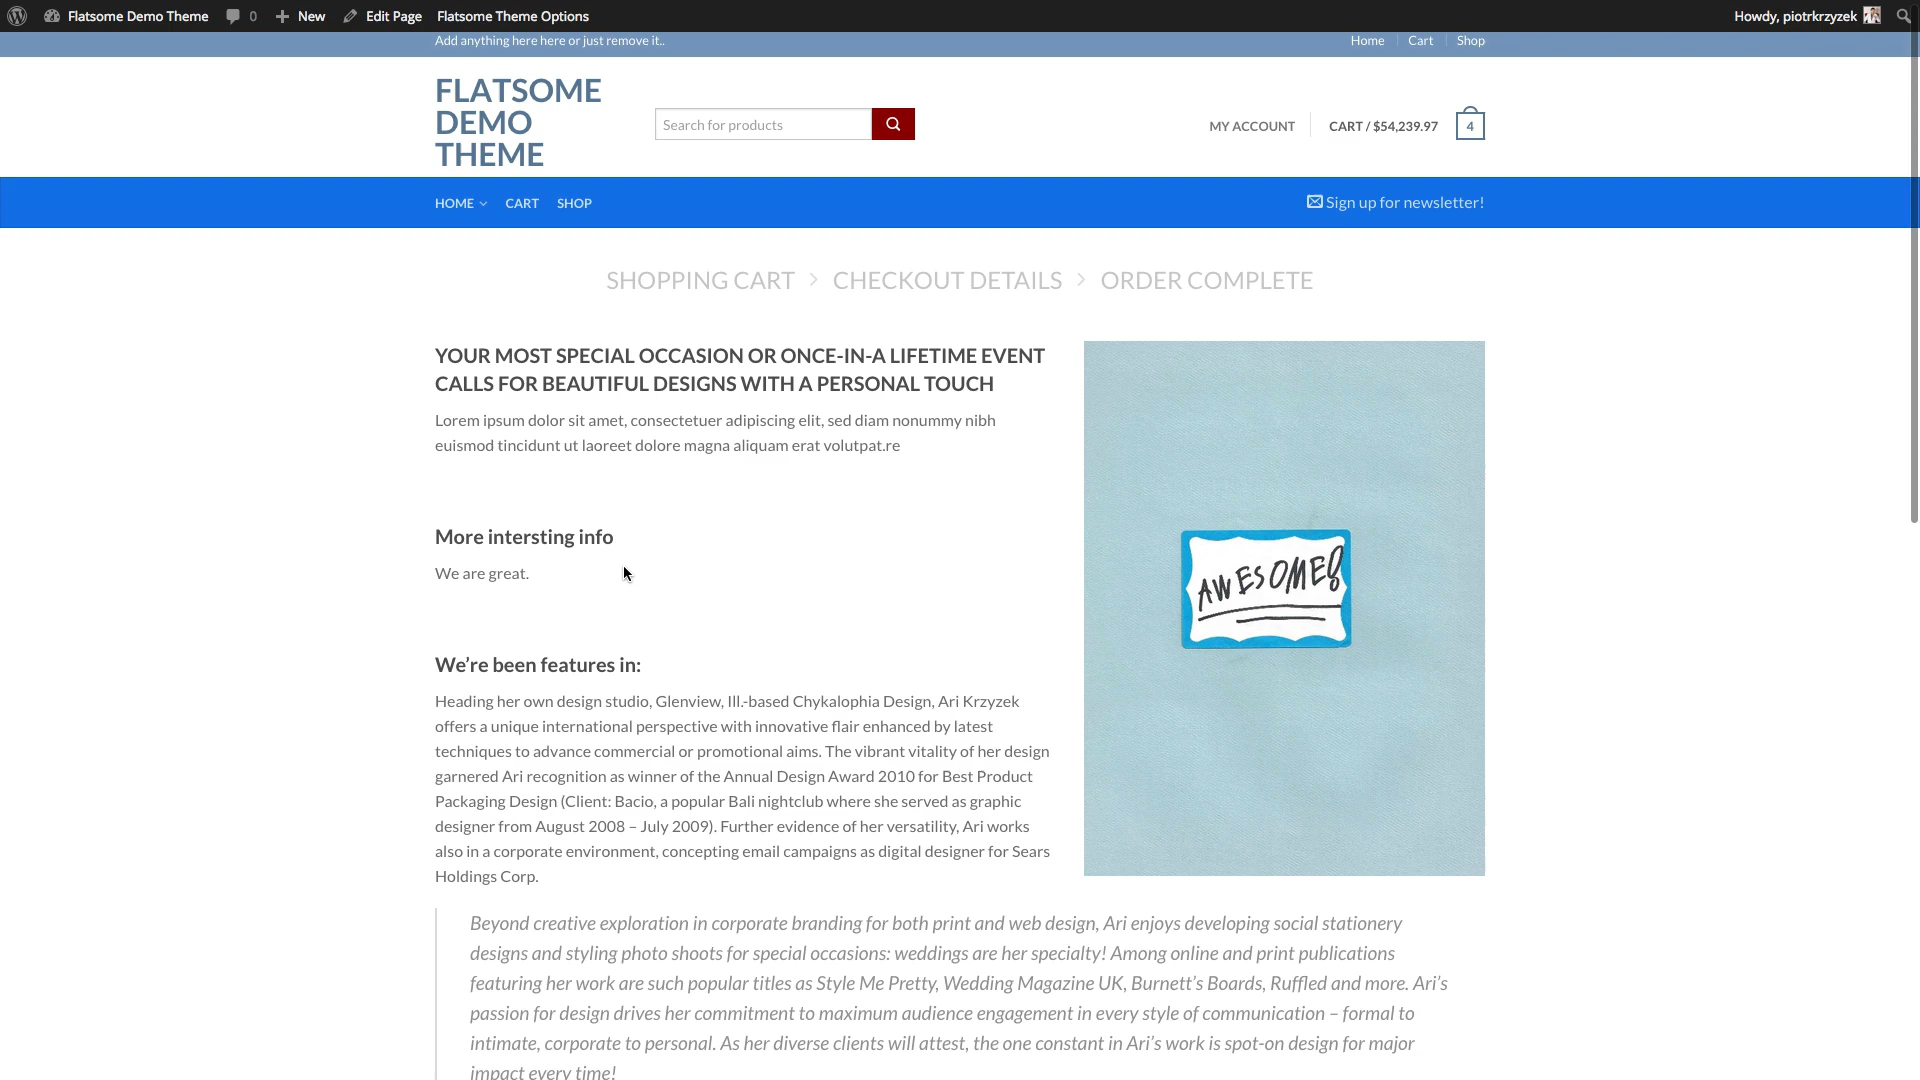 Flatsome Demo Theme 0 New Edit Page Flatsome Theme Options Howdy, piotrkrzyzek
Add anything here here or just remove it.. Home Cart Shop
FLATSOME
DEMO
THEME
Search for products
MY ACCOUNT CART / $54,239.97 4
HOME CART SHOP Sign up for newsletter!
SHOPPING CART > CHECKOUT DETAILS > ORDER COMPLETE
YOUR MOST SPECIAL OCCASION OR ONCE-IN-A LIFETIME EVENT
CALLS FOR BEAUTIFUL DESIGNS WITH A PERSONAL TOUCH
Lorem ipsum dolor sit amet, consectetuer adipiscing elit, sed diam nonummy nibh
euismod tincidunt ut laoreet dolore magna aliquam erat volutpat.re
More intersting info
We are great.
We’re been features in:
Heading her own design studio, Glenview, Ill.-based Chykalophia Design, Ari Krzyzek
offers a unique international perspective with innovative flair enhanced by latest
techniques to advance commercial or promotional aims. The vibrant vitality of her design
garnered Ari recognition as winner of the Annual Design Award 2010 for Best Product
Packaging Design (Client: Bacio, a popular Bali nightclub where she served as graphic
designer from August 2008 – July 2009). Further evidence of her versatility, Ari works
also in a corporate environment, concepting email campaigns as digital designer for Sears
Holdings Corp.
AWESOME!
Beyond creative exploration in corporate branding for both print and web design, Ari enjoys developing social stationery
designs and styling photo shoots for special occasions: weddings are her specialty! Among online and print publications
featuring her work are such popular titles as Style Me Pretty, Wedding Magazine UK, Burnett’s Boards, Ruffled and more. Ari’s
passion for design drives her commitment to maximum audience engagement in every style of communication – formal to
intimate, corporate to personal. As her diverse clients will attest, the one constant in Ari’s work is spot-on design for major
impact every time!